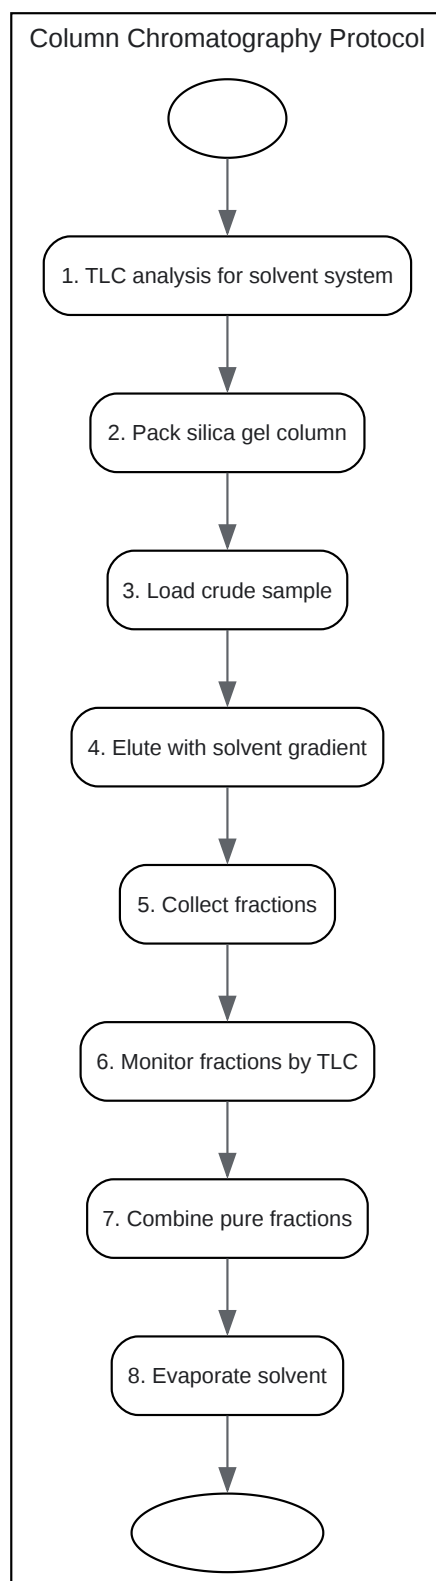 Column Chromatography Protocol
1. TLC analysis for solvent system
2. Pack silica gel column
3. Load crude sample
4. Elute with solvent gradient
5. Collect fractions
6. Monitor fractions by TLC
7. Combine pure fractions
8. Evaporate solvent